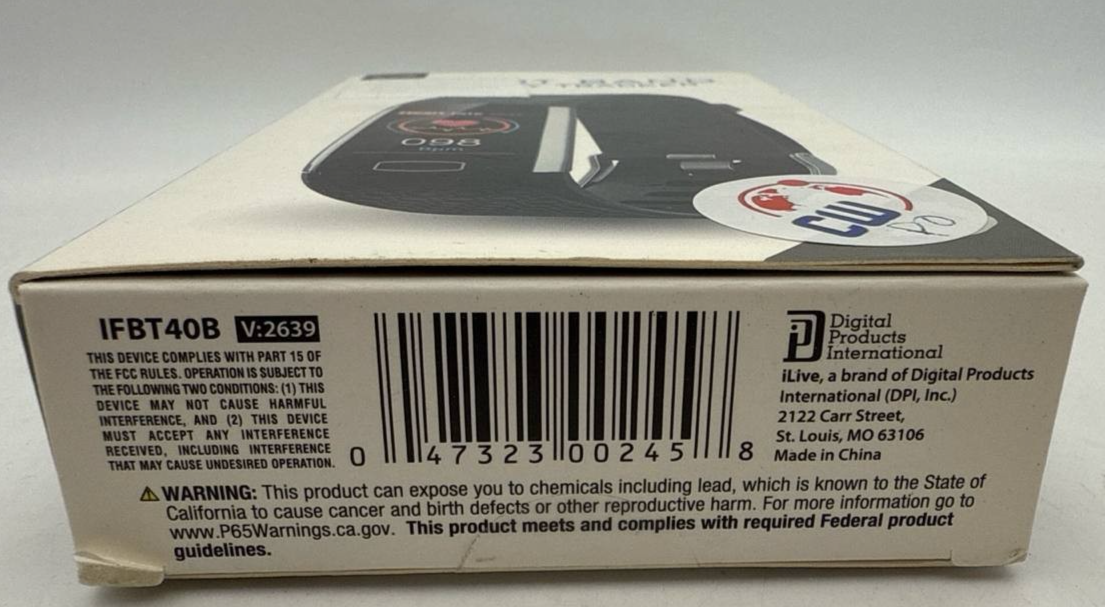 098
CW
PO
IFBT40B V:2639
THIS DEVICE COMPLIES WITH PART 15 OF
THE FCC RULES. OPERATION IS SUBJECT TO
THE FOLLOWING TWO CONDITIONS: (1) THIS
DEVICE MAY NOT CAUSE HARMFUL
INTERFERENCE, AND (2) THIS DEVICE
MUST ACCEPT ANY INTERFERENCE
RECEIVED, INCLUDING INTERFERENCE
THAT MAY CAUSE UNDESIRED OPERATION.
0 47323 00245 8
Digital
Products
International
iLive, a brand of Digital Products
International (DPI, Inc.)
2122 Carr Street,
St. Louis, MO 63106
Made in China
WARNING: This product can expose you to chemicals including lead, which is known to the State of
California to cause cancer and birth defects or other reproductive harm. For more information go to
www.P65Warnings.ca.gov. This product meets and complies with required Federal product
guidelines.